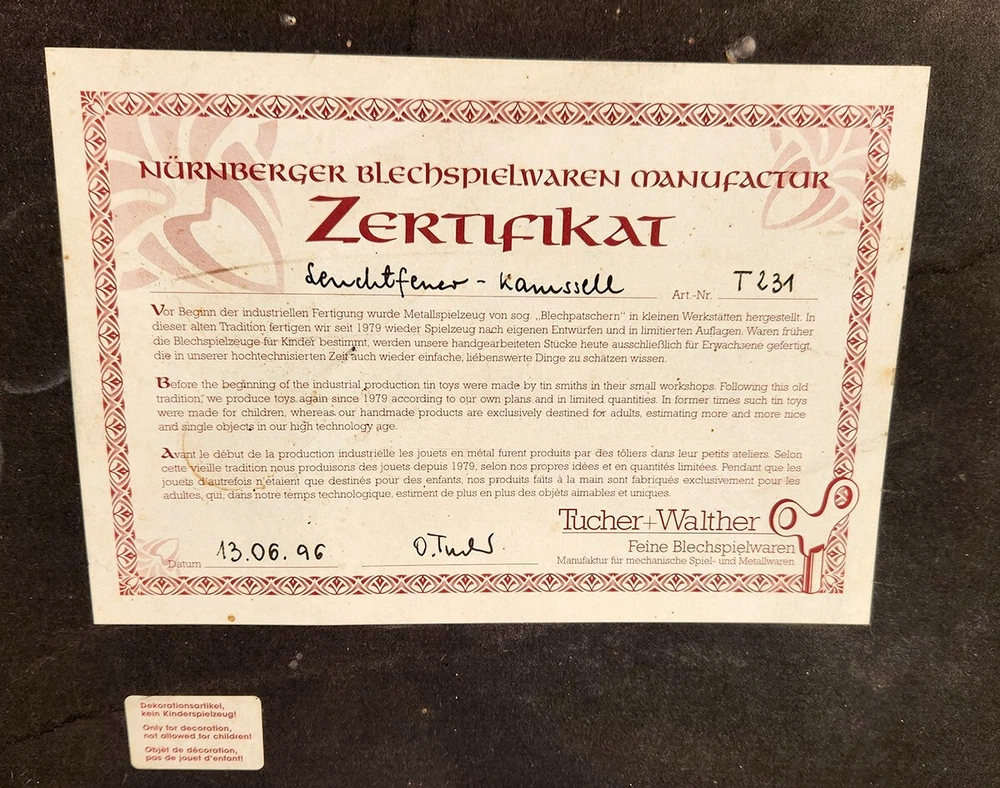 NÜRNBERGER BLECHSPIELWAREN MANUFACTUR
ZERTIFIKAT
Leuchtfeuer - Karussell Art.-Nr. T 231
Vor Beginn der industriellen Fertigung wurde Metallspielzeug von sog. „Blechpatschern" in kleinen Werkstätten hergestellt. In
dieser alten Tradition fertigen wir seit 1979 wieder Spielzeug nach eigenen Entwürfen und in limitierten Auflagen. Waren früher
die Blechspielzeuge für Kinder bestimmt, werden unsere handgearbeiteten Stücke heute ausschließlich für Erwachsene gefertigt,
die in unserer hochtechnisierten Zeit auch wieder einfache, liebenswerte Dinge zu schätzen wissen.
Before the beginning of the industrial production tin toys were made by tin smiths in their small workshops. Following this old
tradition, we produce toys again since 1979 according to our own plans and in limited quantities. In former times such tin toys
were made for children, whereas our handmade products are exclusively destined for adults, estimating more and more nice
and single objects in our high technology age.
Avant le début de la production industrielle les jouets en métal furent produits par des tôliers dans leur petits ateliers. Selon
cette vieille tradition nous produisons des jouets depuis 1979, selon nos propres idées et en quantités limitées. Pendant que les
jouets d'autrefois n'étaient que destinés pour des enfants, nos produits faits à la main sont fabriqués exclusivement pour les
adultes, qui, dans notre temps technologique, estiment de plus en plus des objets aimables et uniques.
Tucher+Walther
Feine Blechspielwaren
Manufaktur für mechanische Spiel- und Metallwaren
Datum 13.06.96
Dekorationsartikel,
kein Kinderspielzeug!
Only for decoration,
not allowed for children!
Objét de décoration,
pas de jouet d'enfant!